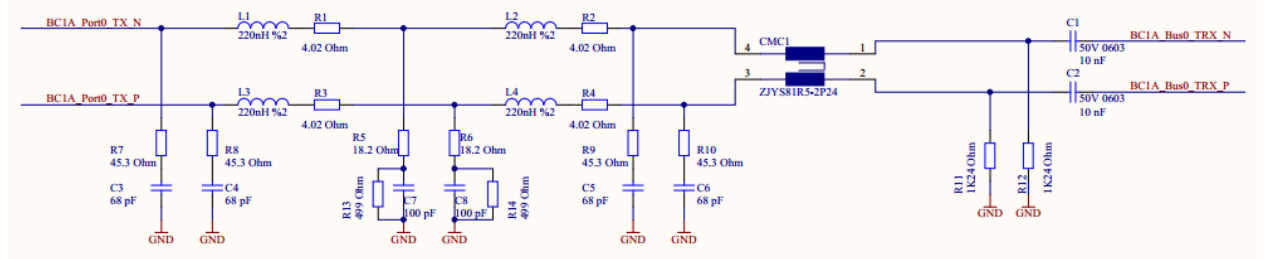 BC1A_Port0_TX_N
L1
220nH %2
R1
4.02 Ohm
L2
220nH %2
R2
4.02 Ohm
CMC1
4
1
3
2
ZJYS81R5-2P24
C1
50V 0603
10 nF
BC1A_Bus0_TRX_N
BC1A_Port0_TX_P
L3
220nH %2
R3
4.02 Ohm
L4
220nH %2
R4
4.02 Ohm
C2
50V 0603
10 nF
BC1A_Bus0_TRX_P
R7
45.3 Ohm
R8
45.3 Ohm
R5
18.2 Ohm
R6
18.2 Ohm
R9
45.3 Ohm
R10
45.3 Ohm
R11
1K24 Ohm
R12
1K24 Ohm
C3
68 pF
C4
68 pF
R13
499 Ohm
C7
100 pF
C8
100 pF
R14
499 Ohm
C5
68 pF
C6
68 pF
GND
GND
GND
GND
GND
GND
GND
GND